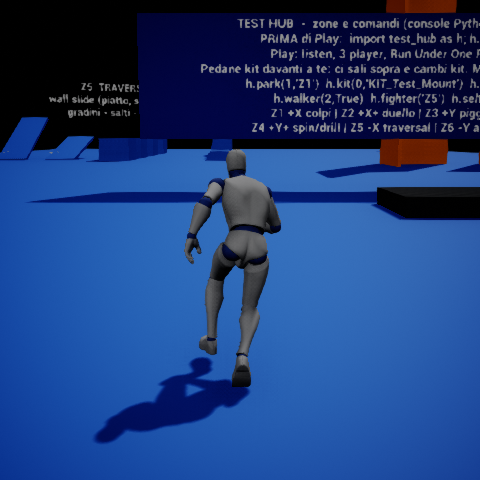 TEST HUB - zone e comandi (console Pytho
PRIMA di Play: import test_hub as h; h.
Play: listen, 3 player, Run Under One P
Pedane kit davanti a te: ci sali sopra e cambi kit. M
h.park(1,'Z1') h.kit(0,'KIT_Test_Mount') h.
h.walker(2,True) h.fighter('Z5') h.sel
Z1 +X colpi | Z2 +X+ duello | Z3 +Y pigg
Z4 +Y+ spin/drill | Z5 -X traversal | Z6 -Y a
Z5 TRAVERS
wall slide (piatto, s
gradini - salti -